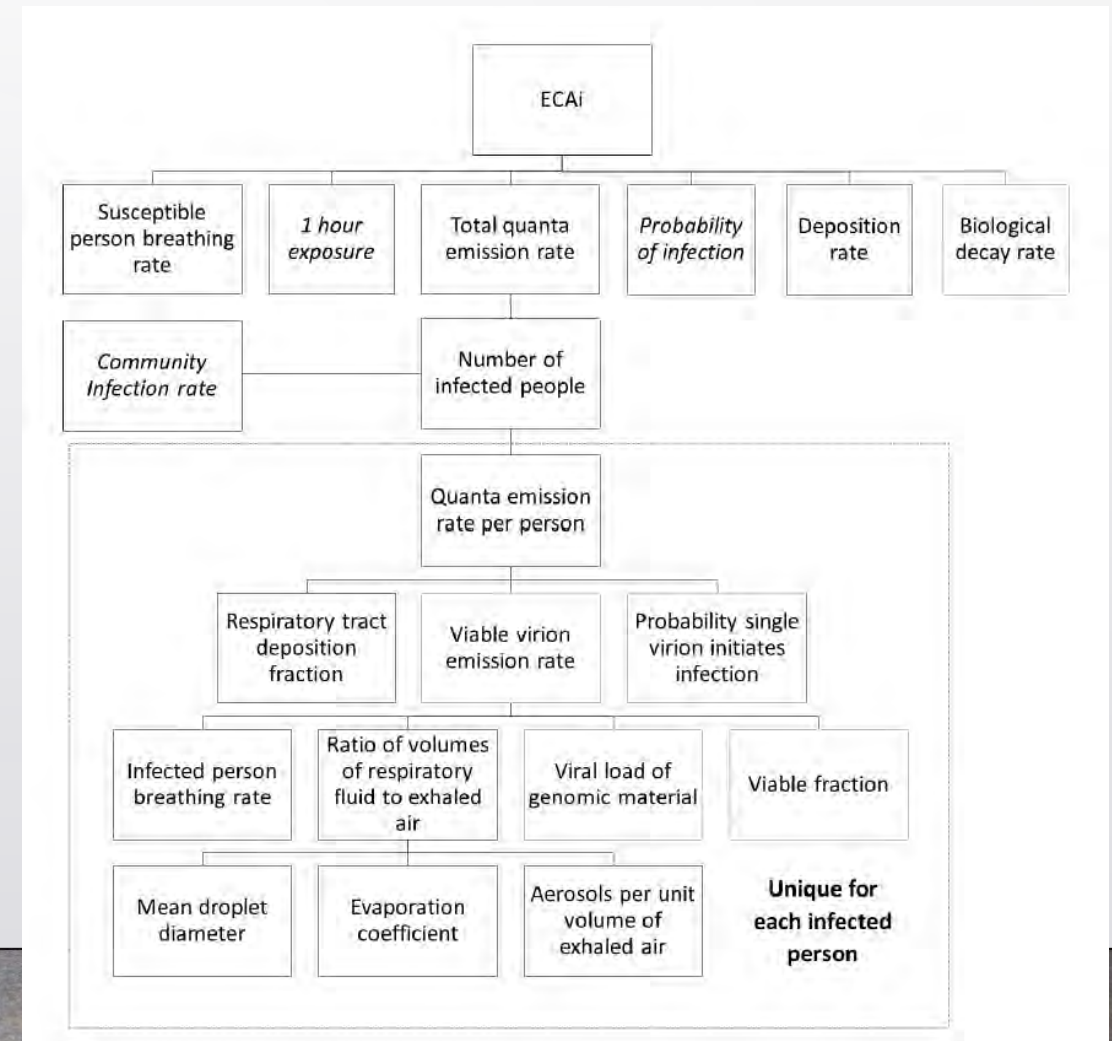 ECAi
Susceptible
person breathing
rate
1 hour
exposure
Total quanta
emission rate
Probability
of infection
Deposition
rate
Biological
decay rate
Community
Infection rate
Number of
infected people
Quanta emission
rate per person
Respiratory tract
deposition
fraction
Viable virion
emission rate
Probability single
virion initiates
infection
Infected person
breathing rate
Ratio of volumes
of respiratory
fluid to exhaled
air
Viral load of
genomic material
Viable fraction
Mean droplet
diameter
Evaporation
coefficient
Aerosols per unit
volume of
exhaled air
Unique for
each infected
person